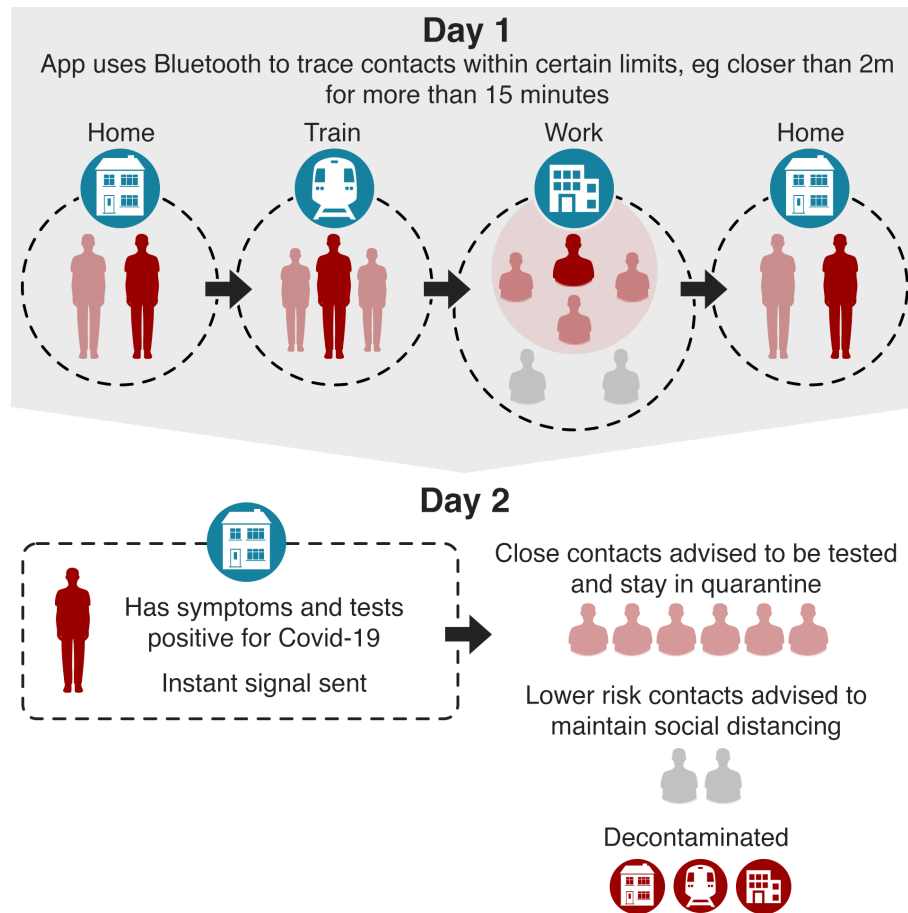 Day 1
App uses Bluetooth to trace contacts within certain limits, eg closer than 2m
for more than 15 minutes
Home
Train
Work
Home
Day 2
Has symptoms and tests
positive for Covid-19
Instant signal sent
Close contacts advised to be tested
and stay in quarantine
Lower risk contacts advised to
maintain social distancing
Decontaminated